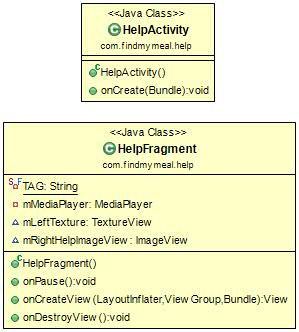 <<Java Class>>
HelpActivity
com.findmymeal.help
HelpActivity()
onCreate(Bundle):void
<<Java Class>>
HelpFragment
com.findmymeal.help
TAG: String
mMediaPlayer: MediaPlayer
mLeftTexture: TextureView
mRightHelpImageView: ImageView
HelpFragment()
onPause():void
onCreateView(LayoutInflater,View Group,Bundle):View
onDestroyView():void